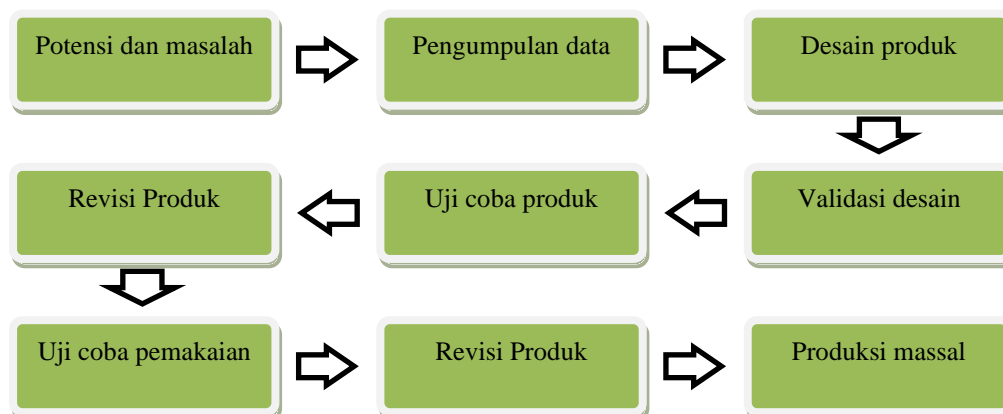 Potensi dan masalah
Pengumpulan data
Desain produk
Validasi desain
Uji coba produk
Revisi Produk
Uji coba pemakaian
Revisi Produk
Produksi massal